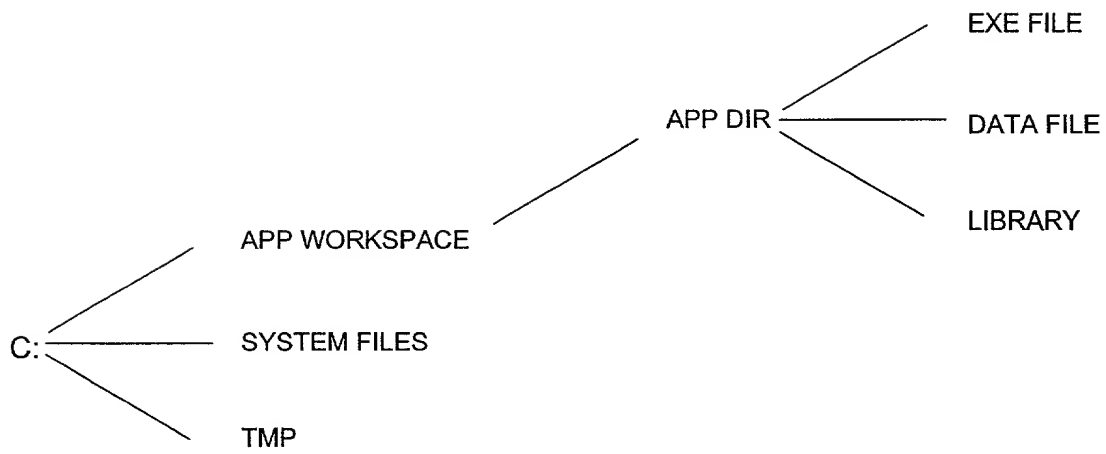 EXE FILE
APP DIR
DATA FILE
LIBRARY
APP WORKSPACE
C:
SYSTEM FILES
TMP